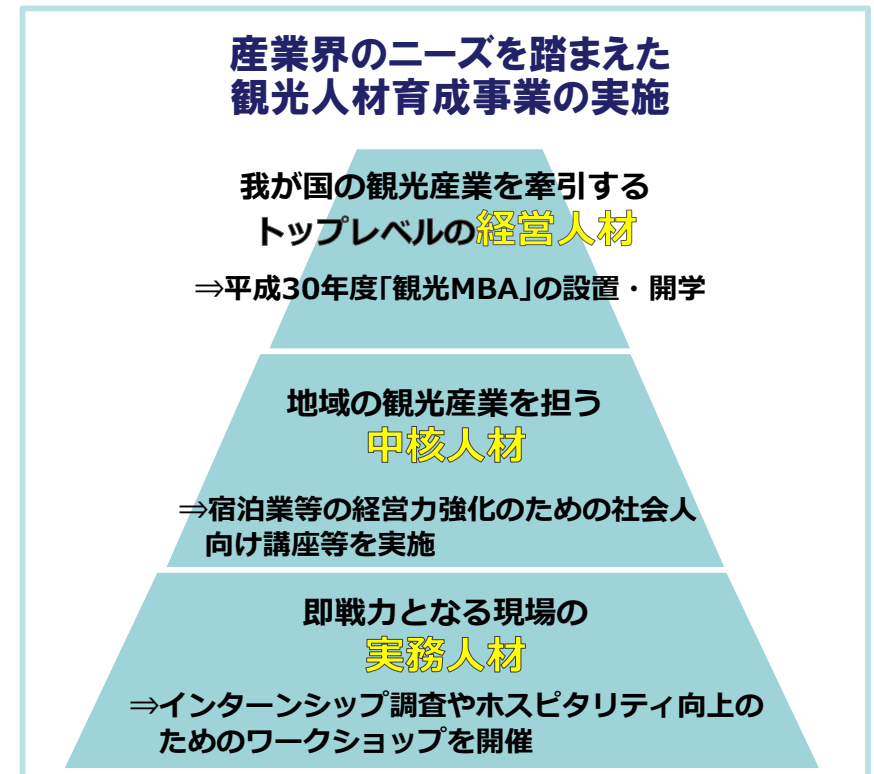 産業界のニーズを踏まえた
観光人材育成事業の実施
我が国の観光産業を牽引する
トップレベルの経営人材
⇒平成30年度｢観光MBA｣の設置・開学
地域の観光産業を担う
中核人材
⇒宿泊業等の経営力強化のための社会人
向け講座等を実施
即戦力となる現場の
実務人材
⇒インターンシップ調査やホスピタリティ向上の
ためのワークショップを開催